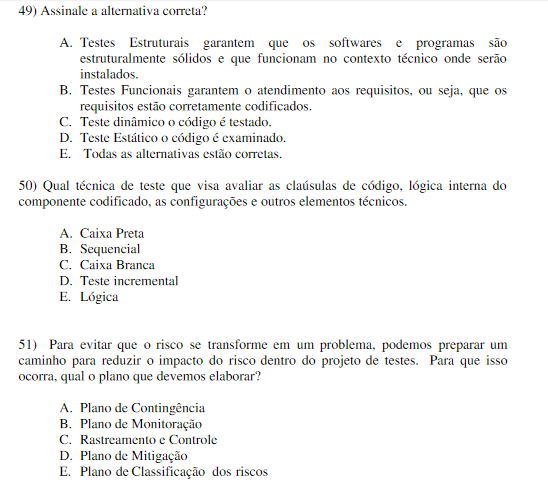 49) Assinale a alternativa correta?
A. Testes Estruturais garantem que os softwares e programas são
estruturalmente sólidos e que funcionam no contexto técnico onde serão
instalados.
B. Testes Funcionais garantem o atendimento aos requisitos, ou seja, que os
requisitos estão corretamente codificados.
C. Teste dinâmico o código é testado.
D. Teste Estático o código é examinado.
E. Todas as alternativas estão corretas.
50) Qual técnica de teste que visa avaliar as claúsulas de código, lógica interna do
componente codificado, as configurações e outros elementos técnicos.
A. Caixa Preta
B. Sequencial
C. Caixa Branca
D. Teste incremental
E. Lógica
51) Para evitar que o risco se transforme em um problema, podemos preparar um
caminho para reduzir o impacto do risco dentro do projeto de testes. Para que isso
ocorra, qual o plano que devemos elaborar?
A. Plano de Contingência
B. Plano de Monitoração
C. Rastreamento e Controle
D. Plano de Mitigação
E. Plano de Classificação dos riscos